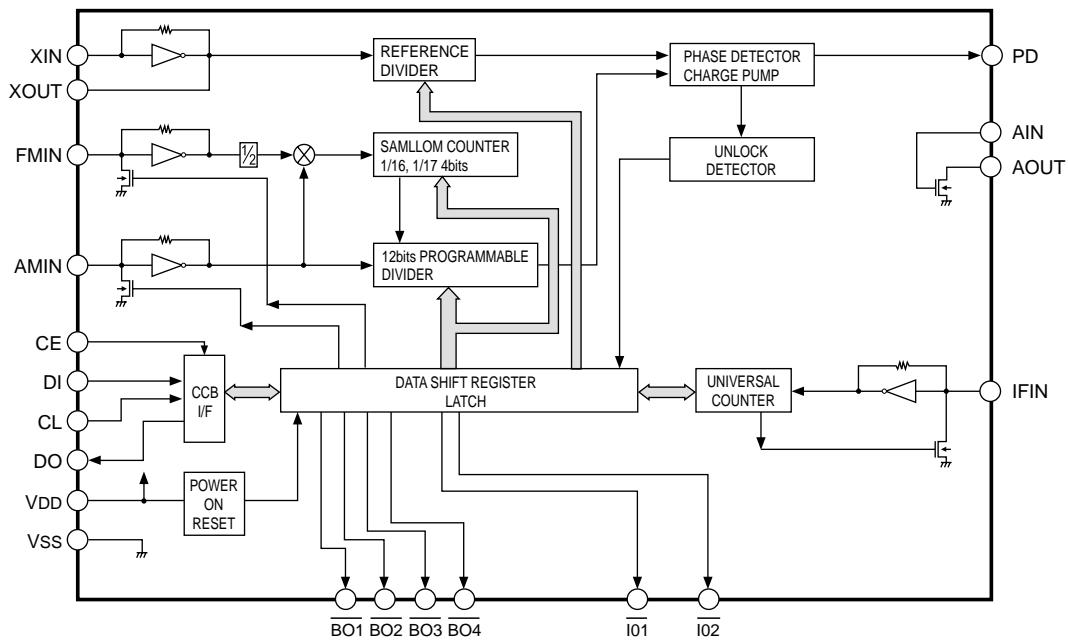 XIN
REFERENCE
DIVIDER
PHASE DETECTOR
CHARGE PUMP
PD
XOUT
AIN
FMIN
1/2
SAMLLOM COUNTER
1/16, 1/17 4bits
UNLOCK
DETECTOR
AOUT
AMIN
12bits PROGRAMMABLE
DIVIDER
CE
DI
CCB
I/F
DATA SHIFT REGISTER
LATCH
UNIVERSAL
COUNTER
IFIN
CL
DO
VDD
POWER
ON
RESET
VSS
BO1 BO2 BO3 BO4 I01 I02